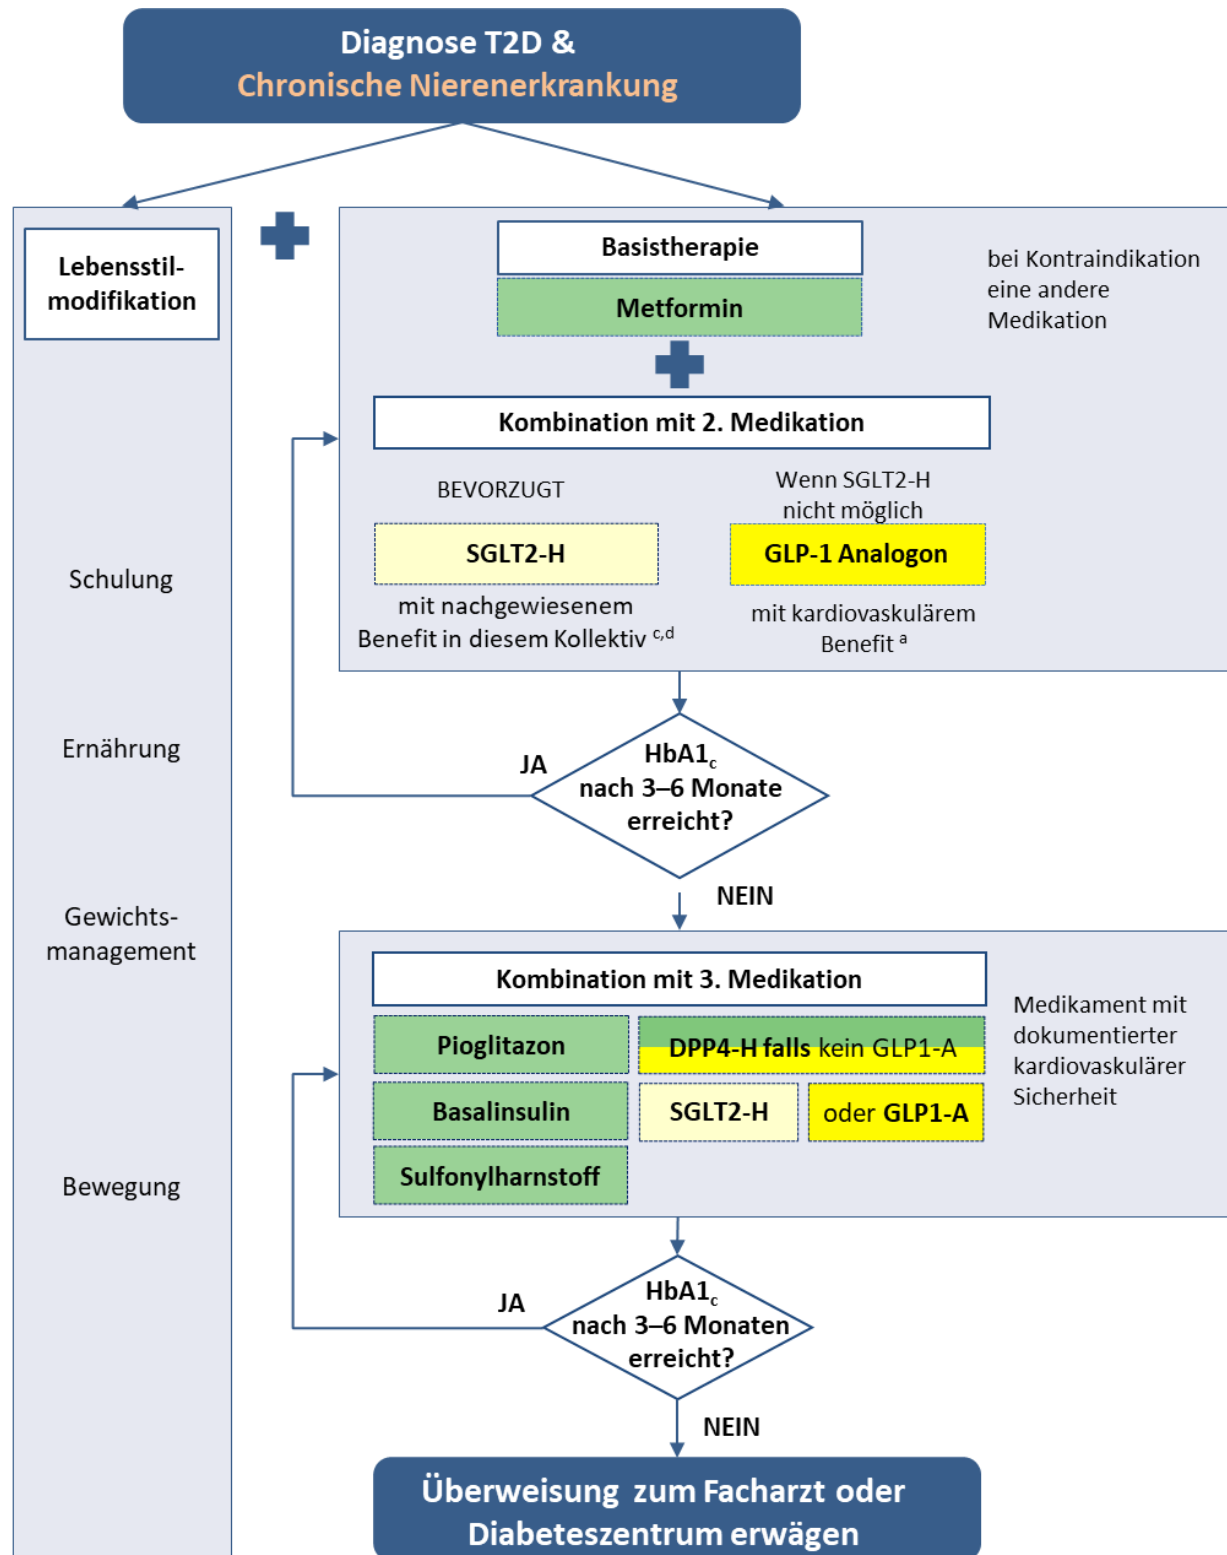 Diagnose T2D &
Chronische Nierenerkrankung
Lebensstil-
modifikation
Schulung
Ernährung
Gewichts-
management
Bewegung
Basistherapie
Metformin
bei Kontraindikation
eine andere
Medikation
Kombination mit 2. Medikation
BEVORZUGT
SGLT2-H
mit nachgewiesenem
Benefit in diesem Kollektiv c,d
Wenn SGLT2-H
nicht möglich
GLP-1 Analogon
mit kardiovaskulärem
Benefit a
HbA1c
nach 3–6 Monate
erreicht?
JA
NEIN
Kombination mit 3. Medikation
Pioglitazon
DPP4-H falls kein GLP1-A
Basalinsulin
SGLT2-H
oder GLP1-A
Sulfonylharnstoff
Medikament mit
dokumentierter
kardiovaskulärer
Sicherheit
HbA1c
nach 3–6 Monaten
erreicht?
JA
NEIN
Überweisung zum Facharzt oder
Diabeteszentrum erwägen